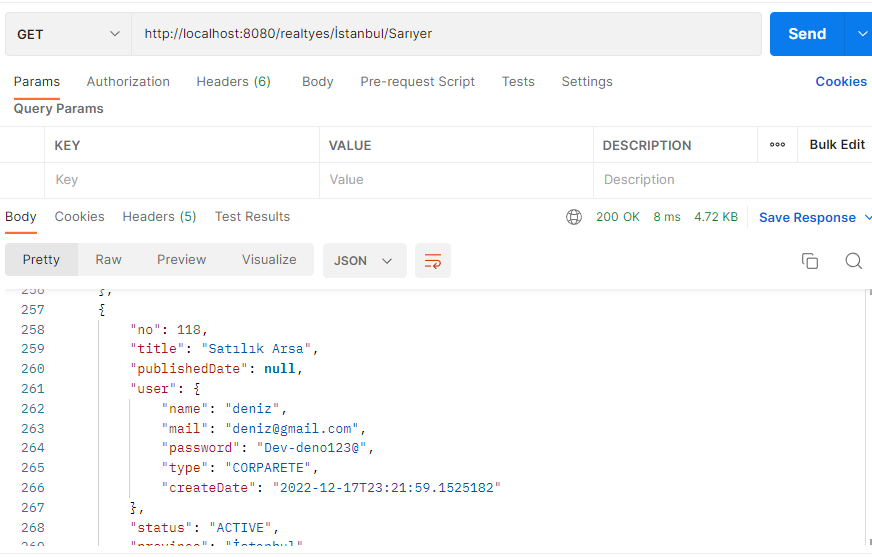 GET http://localhost:8080/realtyes/İstanbul/Sarıyer Send
Params Authorization Headers (6) Body Pre-request Script Tests Settings Cookies
Query Params
KEY VALUE DESCRIPTION ooo Bulk Edit
Key Value Description
Body Cookies Headers (5) Test Results 200 OK 8 ms 4.72 KB Save Response
Pretty Raw Preview Visualize JSON
256 },
257 {
258 "no": 118,
259 "title": "Satılık Arsa",
260 "publishedDate": null,
261 "user": {
262 "name": "deniz",
263 "mail": "deniz@gmail.com",
264 "password": "Dev-deno123@",
265 "type": "CORPARETE",
266 "createDate": "2022-12-17T23:21:59.1525182"
267 },
268 "status": "ACTIVE",
269 "province": "İstanbul"